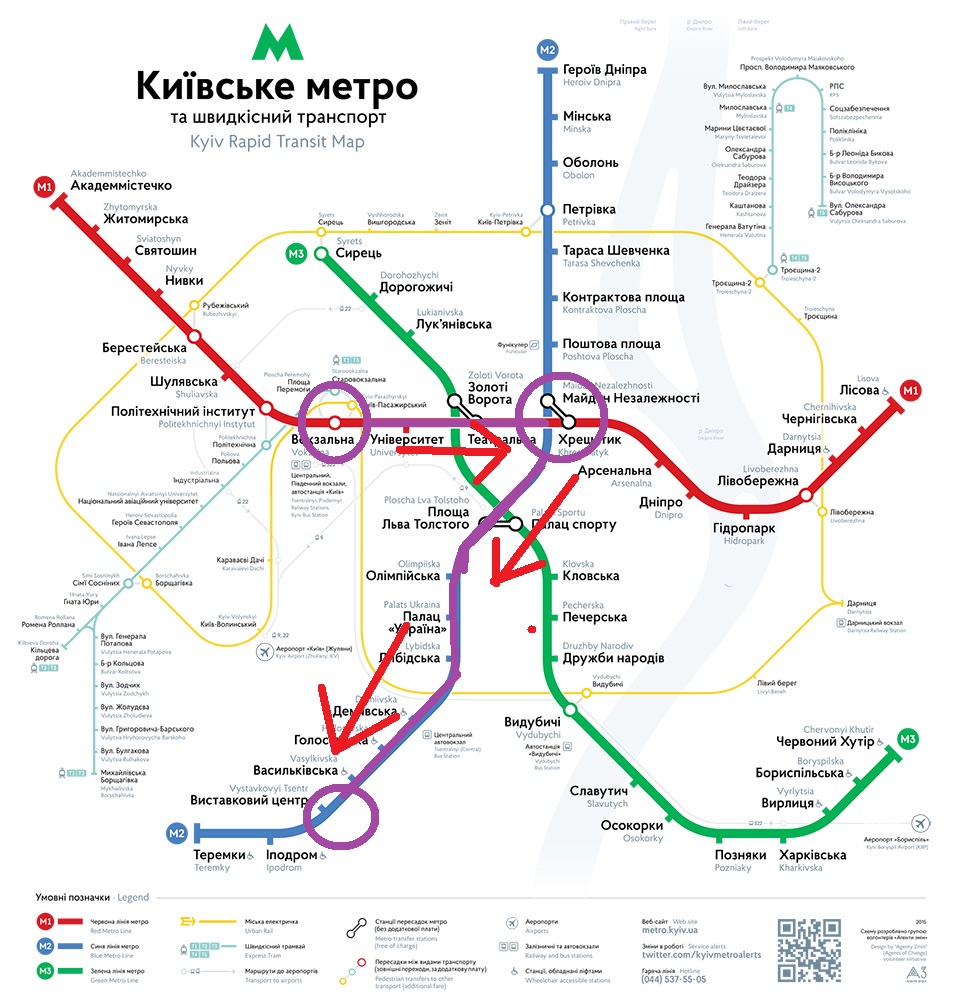 Правий берег
Right Bank
р. Дніпро
Dnipro River
Лівий берег
Left Bank
M2
Київське метро
та швидкісний транспорт
Kyiv Rapid Transit Map
Героїв Дніпра
Heroiv Dnipra
Мінська
Minska
Оболонь
Obolon
Петрівка
Petrivka
Тараса Шевченка
Tarasa Shevchenka
Контрактова площа
Kontraktova Ploscha
Поштова площа
Poshtova Ploscha
Фунікулер
Funicular
Майдан Незалежності
Maidan Nezalezhnosti
Prospekt Volodymyra Maiakovskoho
Просп. Володимира Маяковського
Вул. Милославська
Vulytsia Myloslavska
Милославська
Myloslavska
Марини Цвєтаєвої
Maryny Tsvietaievoi
Олександра
Сабурова
Oleksandra Saburova
Теодора
Драйзера
Teodora Draizera
Каштанова
Kashtanova
Генерала Ватутіна
Henerala Vatutina
РПС
RPS
Соцзабезпечення
Sotszabezpechennia
Поліклініка
Poliklinika
Б-р Леоніда Бикова
Bulvar Leonida Bykova
Б-р Володимира
Висоцького
Bulvar Volodymyra Vysotskoho
Вул. Олександра
Сабурова
Vulytsia Oleksandra Saburova
Троєщина-2
Troieschyna-2
Троєщина-2
Troieschyna-2
Troieschyna
Троєщина
M1
Akademmistechko
Академмістечко
Zhytomyrska
Житомирська
Sviatoshyn
Святошин
Nyvky
Нивки
Рубежівський
Rubezhivskyi
Берестейська
Beresteiska
Шулявська
Shuliavska
Політехнічний інститут
Politekhnichnyi Instytut
Syrets
Сирець
Vyshhorodska
Вишгородська
Zenit
Зеніт
Kyiv-Petrivka
Київ-Петрівка
M3
Syrets
Сирець
Dorohozhychi
Дорогожичі
Lukianivska
Лук’янівська
Zoloti Vorota
Золоті
Ворота
22
Starovokzalna
Старовокзальна
Ploscha Peremohy
Площа
Перемоги
Kyiv-Pasazhyrskyi
Київ-Пасажирський
Вокзальна
Університет
Universytet
Театральна
Хрещатик
Khreschatyk
Центральний,
Південний вокзали,
автостанція «Київ»
Tsentralnyi, Pivdennyi
Railway Stations,
Kyiv Bus Station
Арсенальна
Arsenalna
Дніпро
Dnipro
Гідропарк
Hidropark
р. Дніпро
Dnipro River
Livoberezhna
Лівобережна
Darnytsia
Дарниця
Chernihivska
Чернігівська
Lisova
Лісова
M1
Лівобережна
Livoberezhna
Politekhnichna
Політехнічна
Poliova
Польова
Industrialna
Індустріальна
Natsionalnyi Aviatsinyi Universytet
Національний авіаційний університет
Heroiv Sevastopolia
Героїв Севастополя
Ivana Lepse
Івана Лепсе
Simi Sosninykh
Сім’ї Сосніних
Borschahivka
Борщагівка
Hnata Yury
Гната Юри
Romena Rollana
Ромена Роллана
Kiltseva Doroha
Кільцева
дорога
Караваєві Дачі
Karavaievi Dachi
Kyiv-Volynskyi
Київ-Волинський
9
9, 22
Аеропорт «Київ» (Жуляни)
Kyiv Airport (Zhuliany, IEV)
Вул. Генерала
Потапова
Vulytsia Henerala Potapova
Б-р Кольцова
Bulvar Koltsova
Вул. Зодчих
Vulytsia Zodchykh
Вул. Жолудєва
Vulytsia Zholudieva
Вул. Григоровича-Барського
Vulytsia Hryhorovycha-Barskoho
Вул. Булгакова
Vulytsia Bulhakova
Михайлівська
Борщагівка
Mykhailivska
Borschahivka
Ploscha Lva Tolstoho
Площа
Льва Толстого
Palats Sportu
Палац спорту
Olimpiiska
Олімпійська
Palats Ukraina
Палац
«Україна»
Lybidska
Либідська
Demiivska
Деміївська
Голосіївська
Vasylkivska
Васильківська
Vystavkovyi Tsentr
Виставковий центр
M2
Теремки
Teremky
Іподром
Ipodrom
Центральний
автовокзал
Tsentralnyi (Central)
Bus Station
Klovska
Кловська
Pecherska
Печерська
Druzhby Narodiv
Дружби народів
Vydubychi
Видубичі
Видубичі
Vydubychi
Автостанція
«Видубичі»
Vydubychi
Bus Station
Лівий берег
Livyi Bereh
Дарниця
Darnytsia
Дарницький вокзал
Darnytsia Railway Station
Славутич
Slavutych
Осокорки
Osokorky
Позняки
Pozniaky
Харківська
Kharkivska
Vyrlytsia
Вирлиця
Boryspilska
Бориспільська
Chervonyi Khutir
Червоний Хутір
M3
322
Аеропорт «Бориспіль»
Kyiv Boryspil Airport (KBP)
Умовні позначки · Legend
M1
Червона лінія метро
Red Metro Line
M2
Синя лінія метро
Blue Metro Line
M3
Зелена лінія метро
Green Metro Line
Міська електричка
Urban Rail
Швидкісний трамвай
Express Tram
Маршрути до аеропортів
Transport to airports
Станції пересадок метро
(без додаткової плати)
Metro transfer stations
(free of charge)
Пересадки між видами транспорту
(зовнішні переходи, за додаткову плату)
Pedestrian transfers to other
transport (additional fare)
Аеропорти
Airports
Залізничні та автовокзали
Railway and bus stations
Станції, обладнані ліфтами
Wheelchair accessible stations
Веб-сайт · Web site
metro.kyiv.ua
Зміни в роботі · Service alerts
twitter.com/kyivmetroalerts
Гаряча лінія · Hotline
(044) 537-55-05
2015
Схему розроблено групою
волонтерів «Агенти змін»
Design by “Agenty Zmin”
(Agents of Change)
volunteer initiative